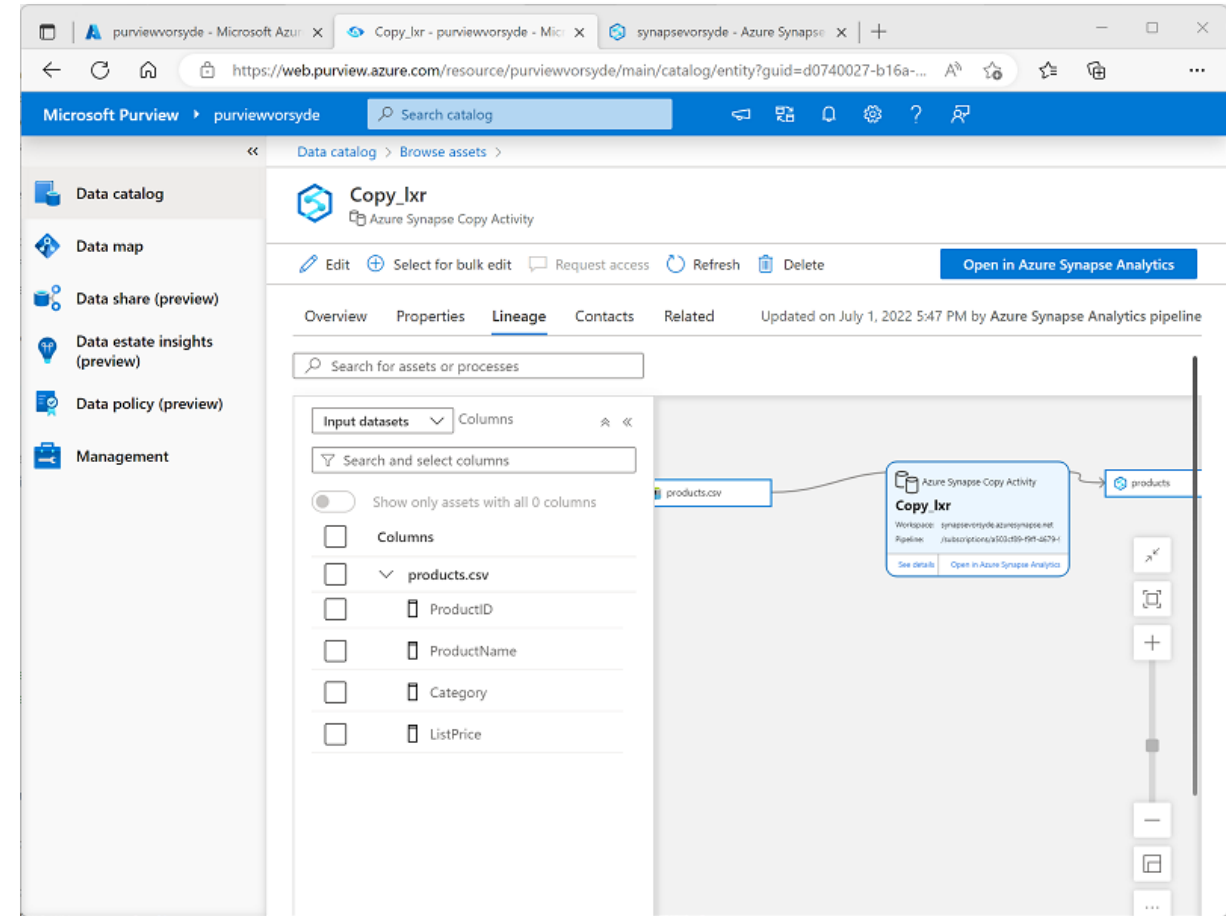 purviewvorsyde - Microsoft Azur
Copy_lxr - purviewvorsyde - Mic
synapsevorsyde - Azure Synapse
https://web.purview.azure.com/resource/purviewvorsyde/main/catalog/entity?guid=d0740027-b16a-...
Microsoft Purview
purviewvorsyde
Search catalog
Data catalog > Browse assets >
Data catalog
Data map
Data share (preview)
Data estate insights
(preview)
Data policy (preview)
Management
Copy_lxr
Azure Synapse Copy Activity
Edit
Select for bulk edit
Request access
Refresh
Delete
Open in Azure Synapse Analytics
Overview
Properties
Lineage
Contacts
Related
Updated on July 1, 2022 5:47 PM by Azure Synapse Analytics pipeline
Search for assets or processes
Input datasets
Columns
Search and select columns
Show only assets with all 0 columns
Columns
products.csv
ProductID
ProductName
Category
ListPrice
products.csv
Azure Synapse Copy Activity
Copy_lxr
Workspace: synapsevorsyde.azuresynapse.net
Pipeline: /subscriptions/a503cf89-f9ff-4679-
See details
Open in Azure Synapse Analytics
products